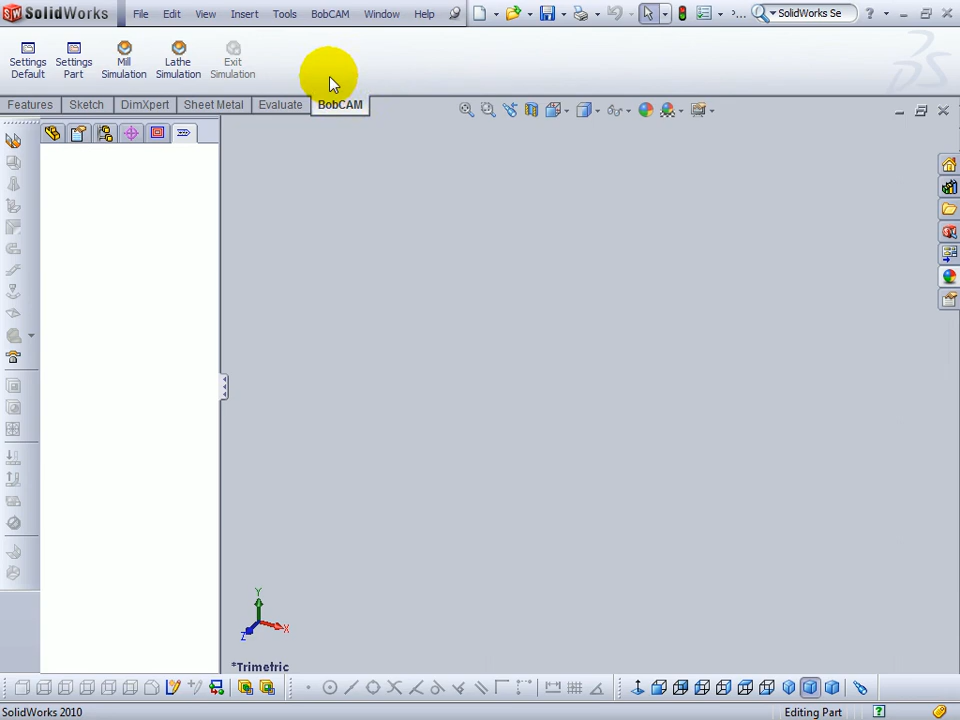 SolidWorks File Edit View Insert Tools BobCAM Window Help ... SolidWorks Se ?
Settings Default
Settings Part
Mill Simulation
Lathe Simulation
Exit Simulation
Features Sketch DimXpert Sheet Metal Evaluate BobCAM
Y
X
Z
*Trimetric
SolidWorks 2010 Editing Part ?